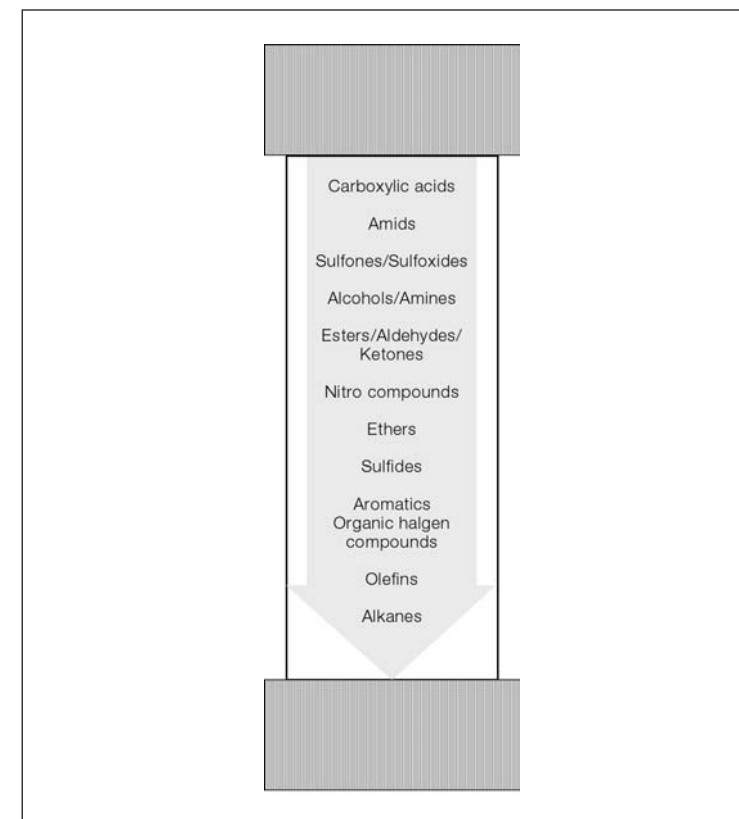 Carboxylic acids
Amids
Sulfones/Sulfoxides
Alcohols/Amines
Esters/Aldehydes/
Ketones
Nitro compounds
Ethers
Sulfides
Aromatics
Organic halgen
compounds
Olefins
Alkanes